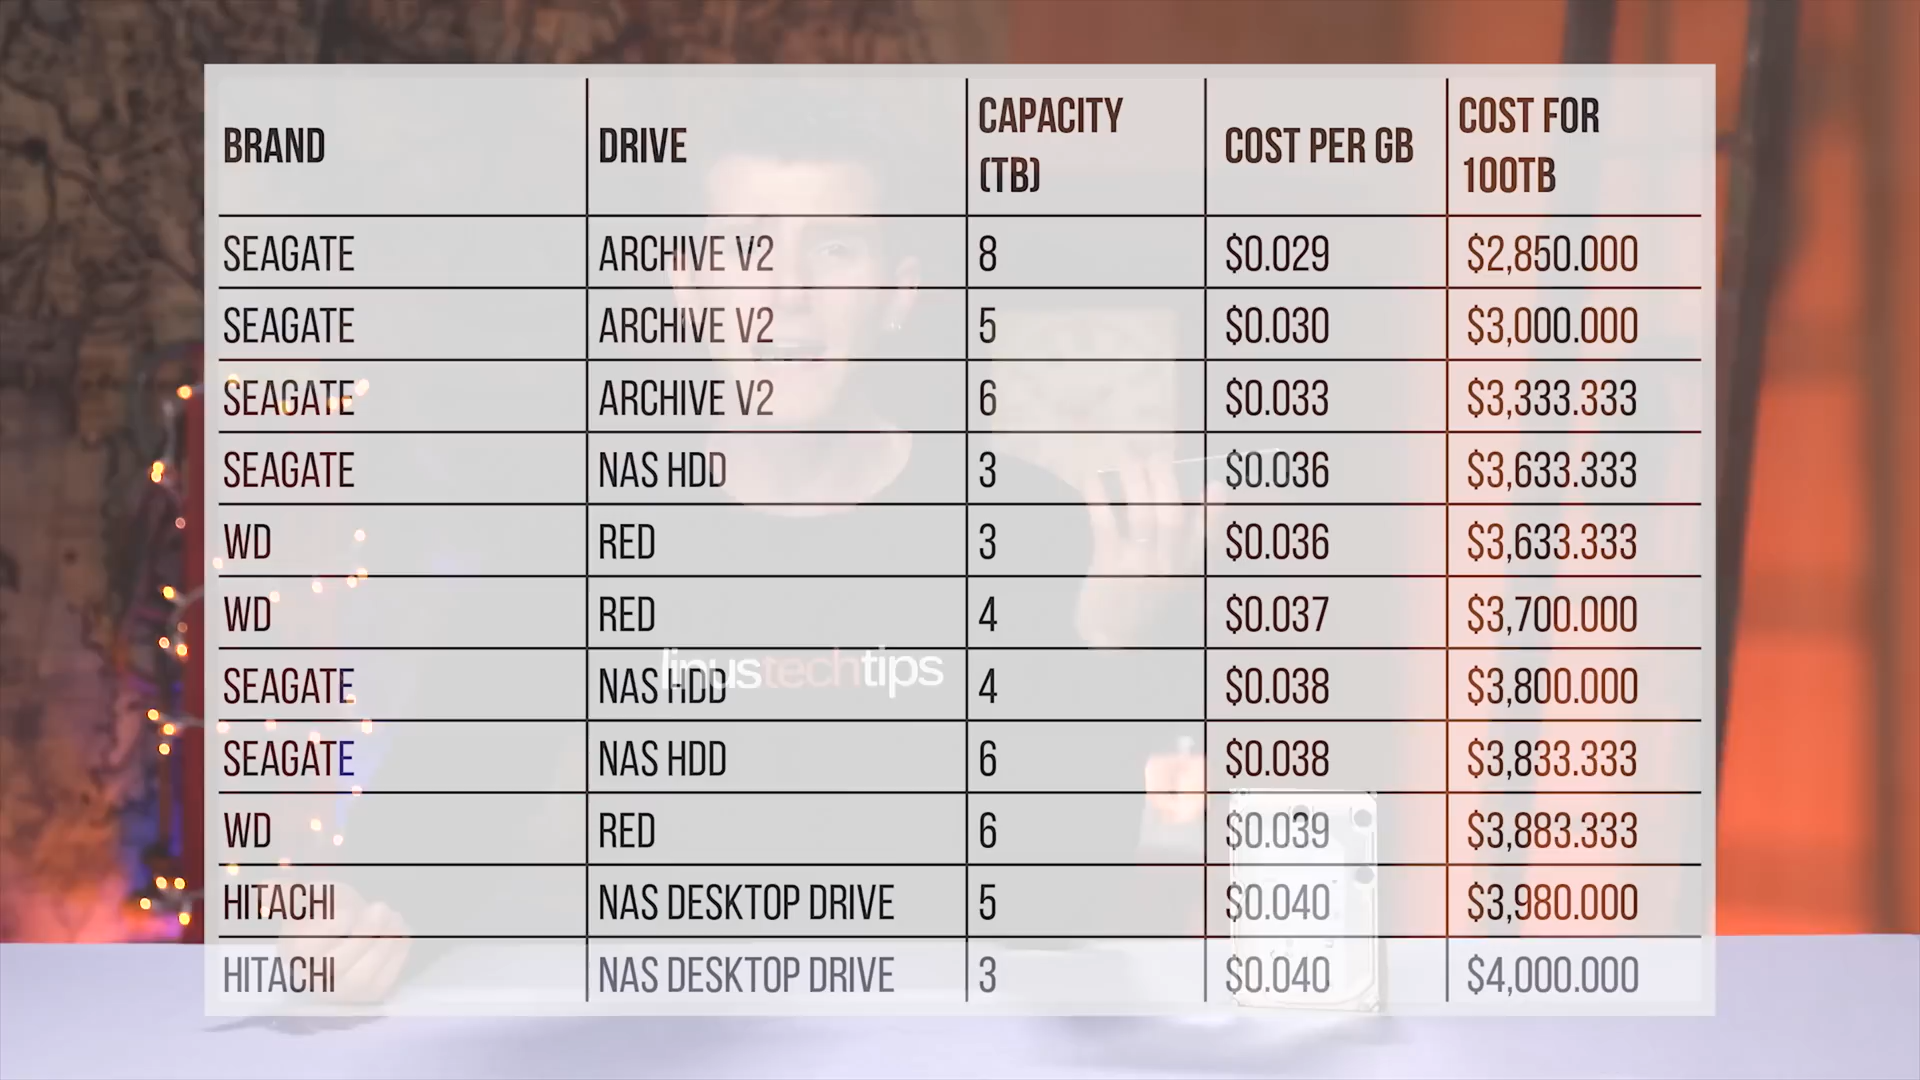 BRAND DRIVE CAPACITY (TB) COST PER GB COST FOR 100TB
SEAGATE ARCHIVE V2 8 $0.029 $2,850.000
SEAGATE ARCHIVE V2 5 $0.030 $3,000.000
SEAGATE ARCHIVE V2 6 $0.033 $3,333.333
SEAGATE NAS HDD 3 $0.036 $3,633.333
WD RED 3 $0.036 $3,633.333
WD RED 4 $0.037 $3,700.000
linustechtips
SEAGATE NAS HDD 4 $0.038 $3,800.000
SEAGATE NAS HDD 6 $0.038 $3,833.333
WD RED 6 $0.039 $3,883.333
HITACHI NAS DESKTOP DRIVE 5 $0.040 $3,980.000
HITACHI NAS DESKTOP DRIVE 3 $0.040 $4,000.000